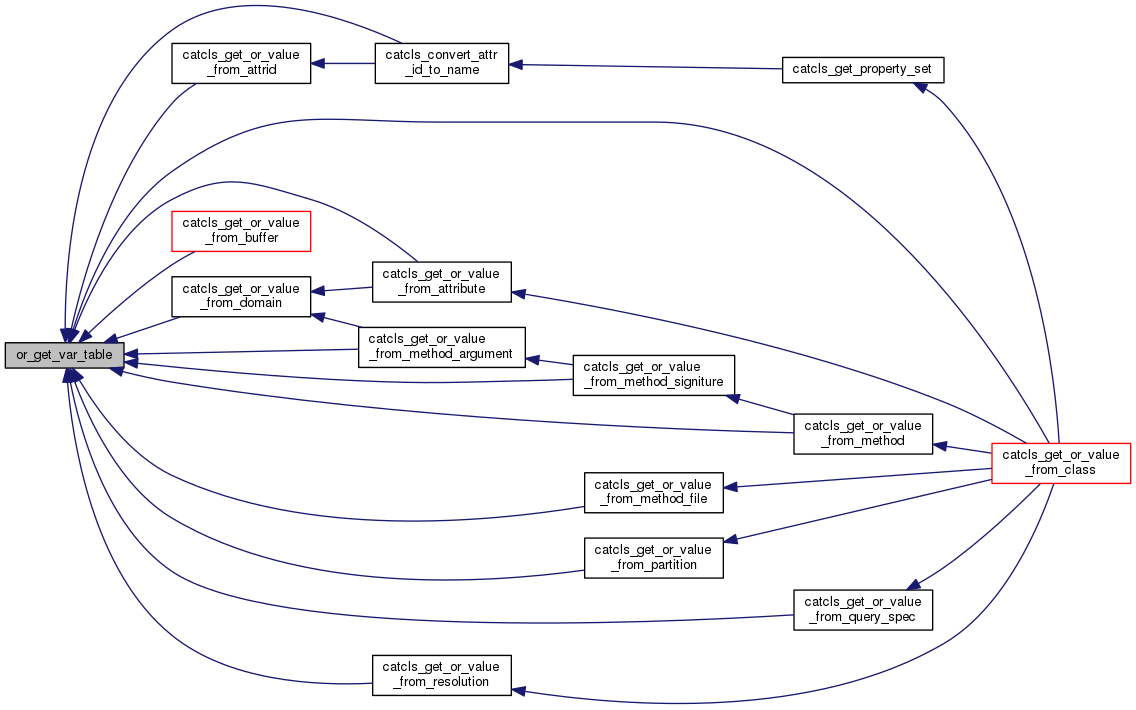 catcls_get_or_value
_from_attrid
catcls_convert_attr
_id_to_name
catcls_get_property_set
catcls_get_or_value
_from_buffer
catcls_get_or_value
_from_attribute
catcls_get_or_value
_from_domain
or_get_var_table
catcls_get_or_value
_from_method_argument
catcls_get_or_value
_from_method_signiture
catcls_get_or_value
_from_method
catcls_get_or_value
_from_class
catcls_get_or_value
_from_method_file
catcls_get_or_value
_from_partition
catcls_get_or_value
_from_query_spec
catcls_get_or_value
_from_resolution